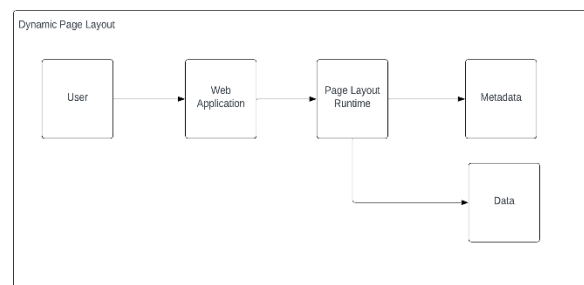 Dynamic Page Layout
User
Web
Application
Page Layout
Runtime
Metadata
Data